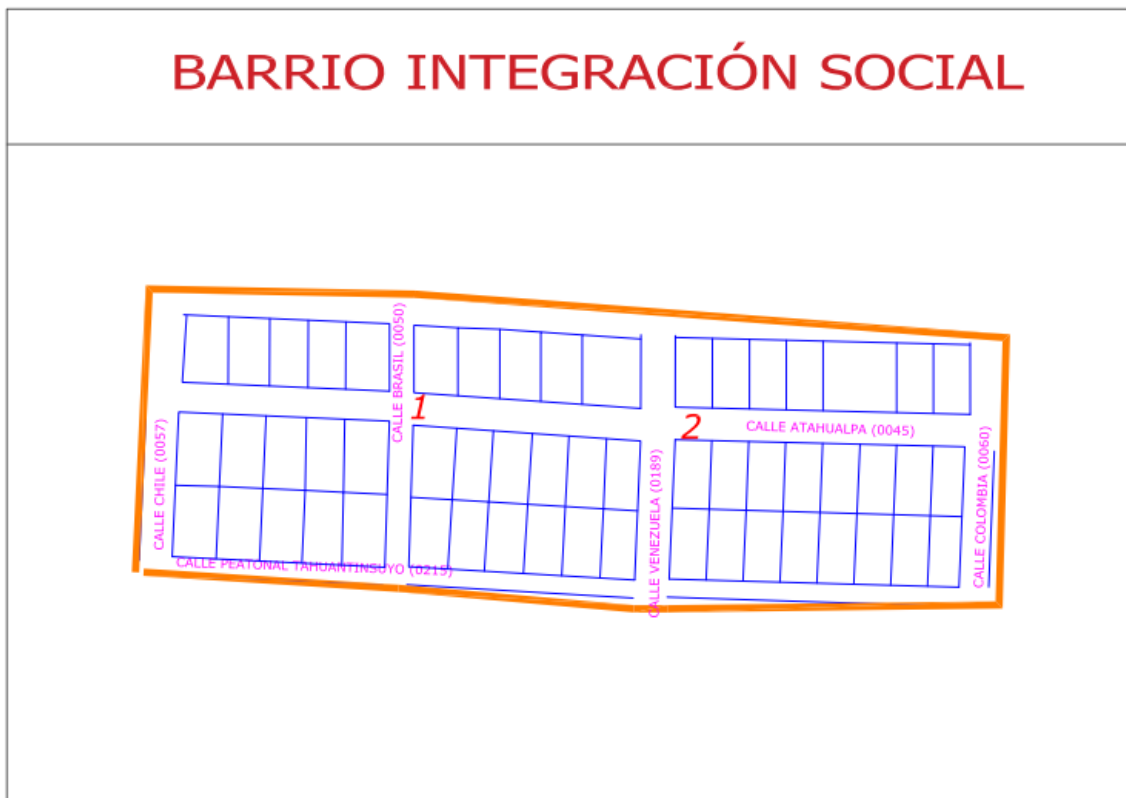 BARRIO INTEGRACIÓN SOCIAL
CALLE BRASIL (0050)
1
2
CALLE ATAHUALPA (0045)
CALLE CHILE (0057)
CALLE VENEZUELA (0189)
CALLE COLOMBIA (0060)
CALLE PEATONAL TAHUANTINSUYO (0215)